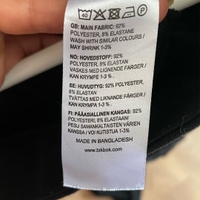 GB: MAIN FABRIC: 92%
POLYESTER, 8% ELASTANE
WASH WITH SIMILAR COLOURS /
MAY SHRINK 1-3%
NO: HOVEDSTOFF: 92%
POLYESTER, 8% ELASTANE
VASKES MED LIGNENDE FARGER /
KAN KRYMPE 1-3 %.
SE: HUVUDTYG: 92% POLYESTER,
8% ELASTAN
TVÄTTAS MED LIKNANDE FÄRGER /
KAN KRYMPA 1-3%
FI: PÄÄASIALLINEN KANGAS: 92%
POLYESTERI, 8% ELASTAANI
PESU SAMANKALTAISTEN VÄRIEN
KANSSA / VOI KUTISTUA 1-3%
MADE IN BANGLADESH
www.bikbok.com